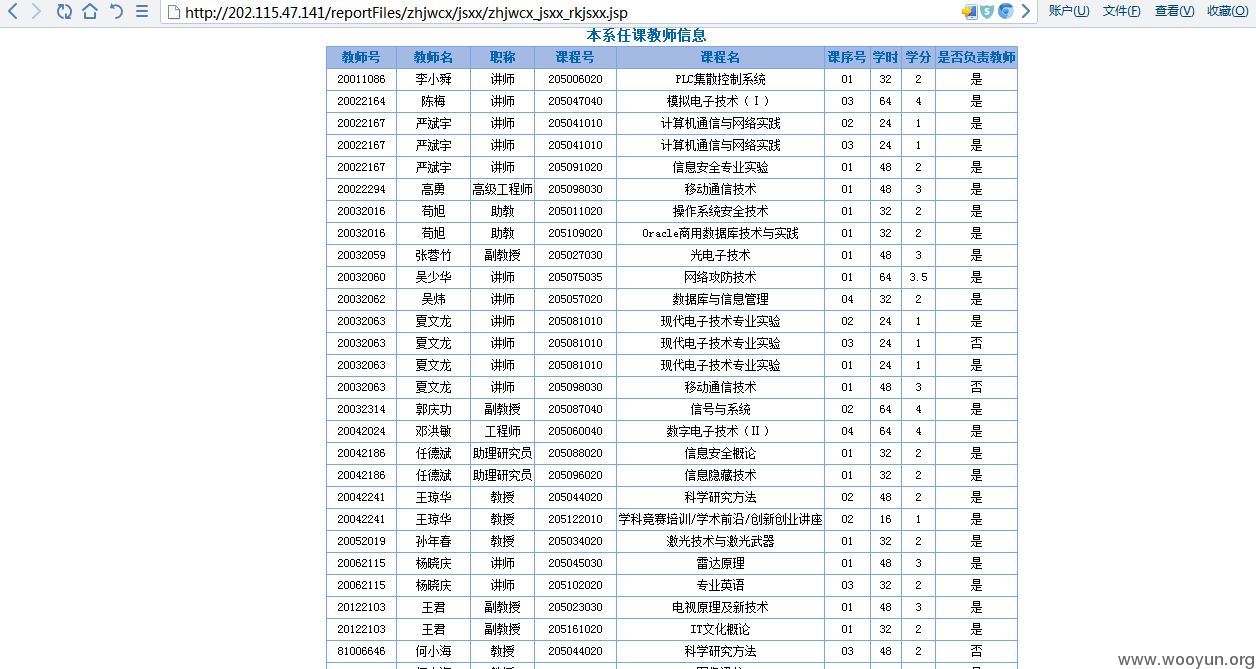 http://202.115.47.141/reportFiles/zhjwcx/jsxx/zhjwcx_jsxx_rkjsxx.jsp 账户(U) 文件(F) 查看(V) 收藏(O)
本系任课教师信息
教师号 教师名 职称 课程号 课程名 课序号 学时 学分 是否负责教师
20011086 李小舜 讲师 205006020 PLC集散控制系统 01 32 2 是
20022164 陈梅 讲师 205047040 模拟电子技术（Ⅰ） 03 64 4 是
20022167 严斌宇 讲师 205041010 计算机通信与网络实践 02 24 1 是
20022167 严斌宇 讲师 205041010 计算机通信与网络实践 03 24 1 是
20022167 严斌宇 讲师 205091020 信息安全专业实验 01 48 2 是
20022294 高勇 高级工程师 205098030 移动通信技术 01 48 3 是
20032016 苟旭 助教 205011020 操作系统安全技术 01 32 2 是
20032016 苟旭 助教 205109020 Oracle商用数据库技术与实践 01 32 2 是
20032059 张蓉竹 副教授 205027030 光电子技术 01 48 3 是
20032060 吴少华 讲师 205075035 网络攻防技术 01 64 3.5 是
20032062 吴炜 讲师 205057020 数据库与信息管理 04 32 2 是
20032063 夏文龙 讲师 205081010 现代电子技术专业实验 02 24 1 是
20032063 夏文龙 讲师 205081010 现代电子技术专业实验 03 24 1 否
20032063 夏文龙 讲师 205081010 现代电子技术专业实验 01 24 1 是
20032063 夏文龙 讲师 205098030 移动通信技术 01 48 3 否
20032314 郭庆功 副教授 205087040 信号与系统 02 64 4 是
20042024 邓洪敏 工程师 205060040 数字电子技术（Ⅱ） 04 64 4 是
20042186 任德斌 助理研究员 205088020 信息安全概论 01 32 2 是
20042186 任德斌 助理研究员 205096020 信息隐藏技术 01 32 2 是
20042241 王琼华 教授 205044020 科学研究方法 02 48 2 是
20042241 王琼华 教授 205122010 学科竞赛培训/学术前沿/创新创业讲座 02 16 1 是
20052019 孙年春 教授 205034020 激光技术与激光武器 01 32 2 是
20062115 杨晓庆 讲师 205045030 雷达原理 01 48 3 是
20062115 杨晓庆 讲师 205102020 专业英语 03 32 2 是
20122103 王君 副教授 205023030 电视原理及新技术 01 48 3 是
20122103 王君 副教授 205161020 IT文化概论 01 32 2 是
81006646 何小海 教授 205044020 科学研究方法 03 48 2 否
www.wooyun.org